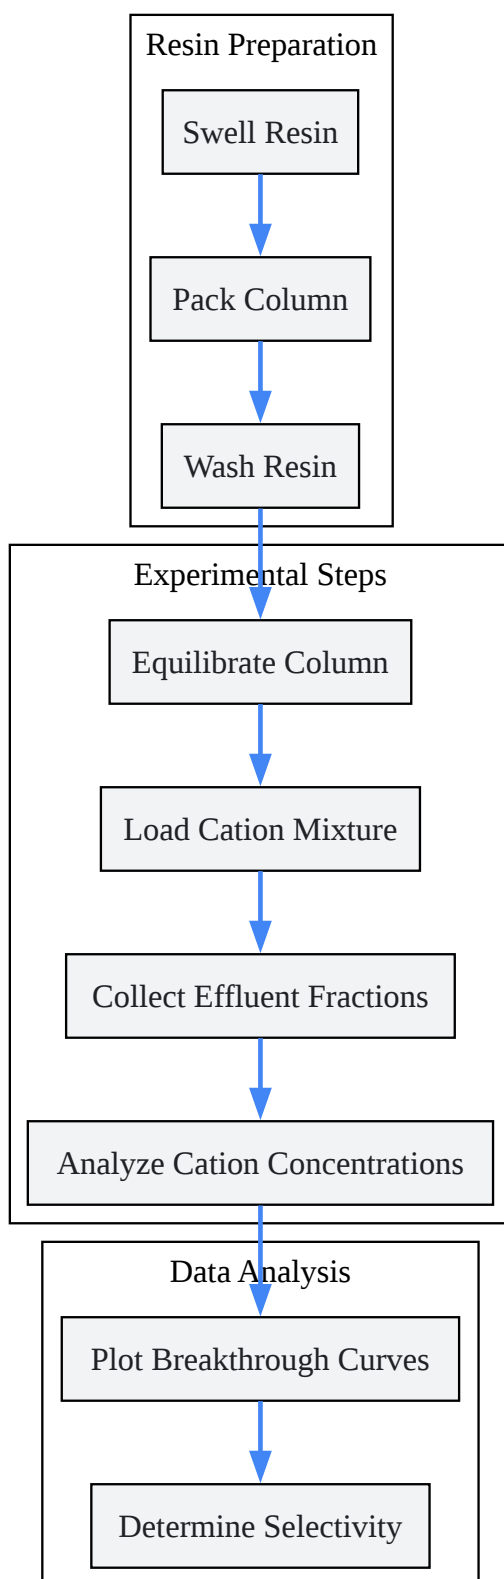 Resin Preparation
Swell Resin
Pack Column
Wash Resin
Experimental Steps
Equilibrate Column
Load Cation Mixture
Collect Effluent Fractions
Analyze Cation Concentrations
Data Analysis
Plot Breakthrough Curves
Determine Selectivity